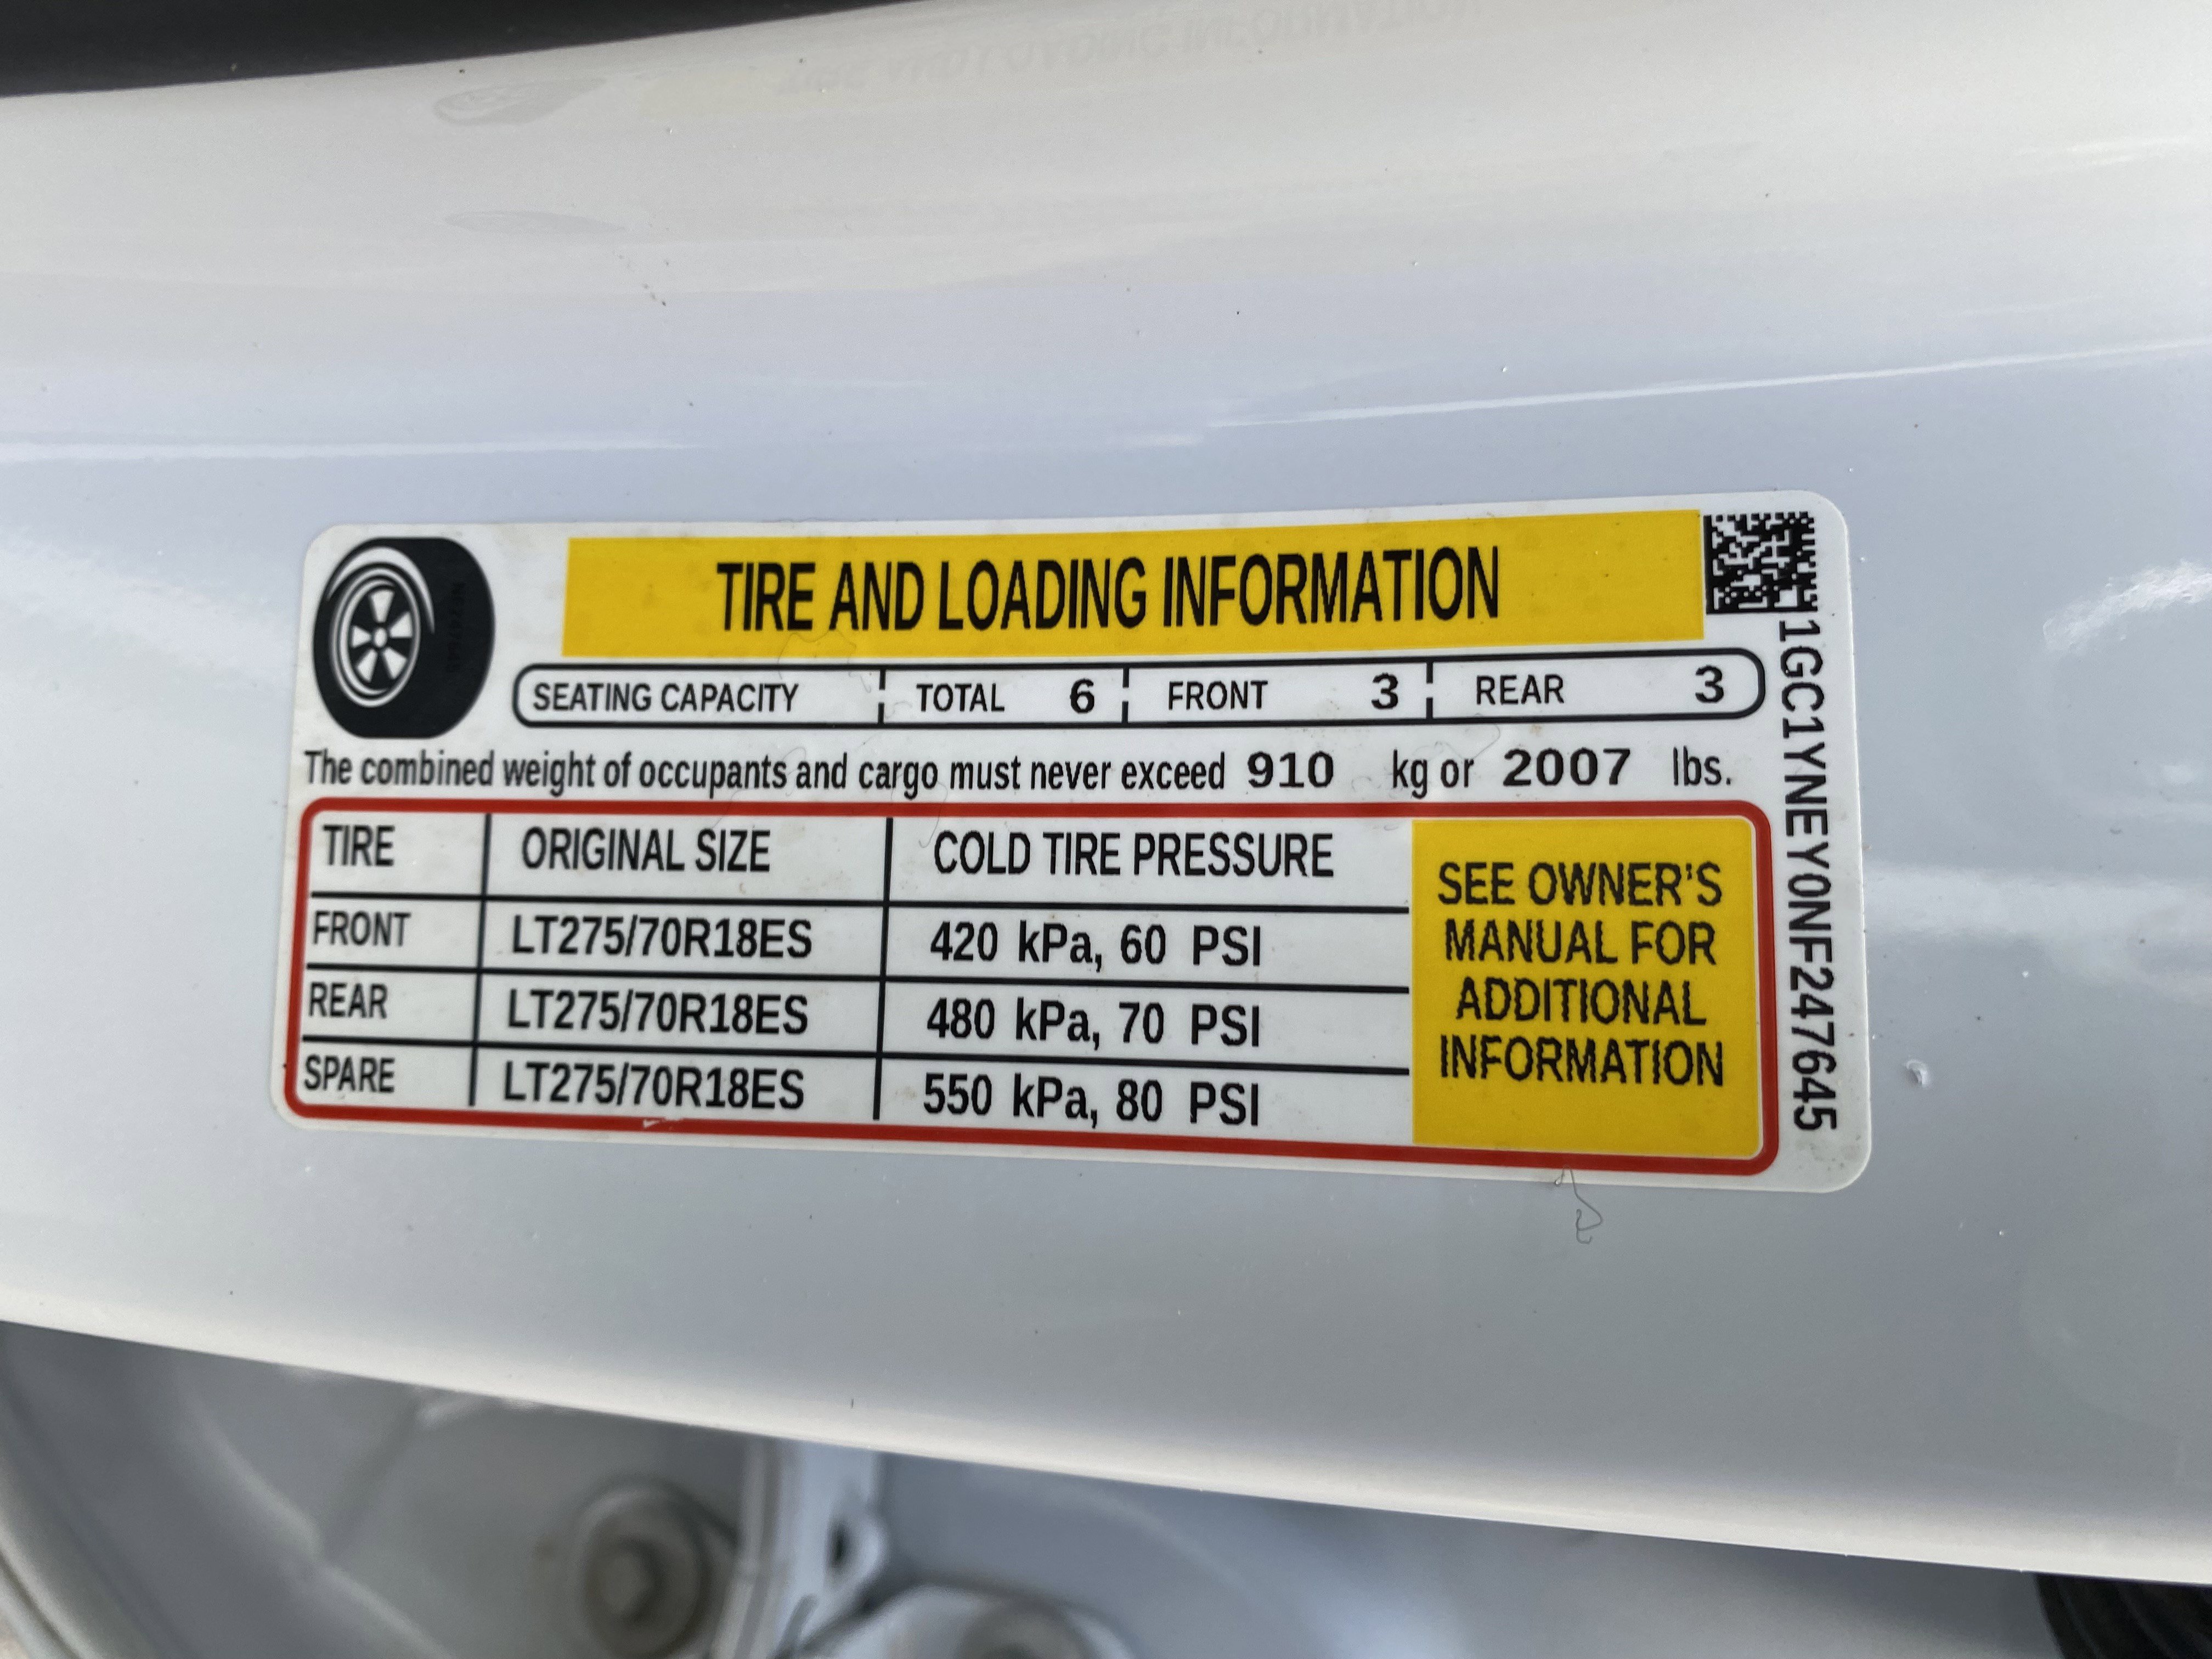 TIRE AND LOADING INFORMATION
SEATING CAPACITY TOTAL 6 FRONT 3 REAR 3
The combined weight of occupants and cargo must never exceed 910 kg or 2007 lbs.
TIRE ORIGINAL SIZE COLD TIRE PRESSURE
FRONT LT275/70R18ES 420 kPa, 60 PSI
REAR LT275/70R18ES 480 kPa, 70 PSI
SPARE LT275/70R18ES 550 kPa, 80 PSI
SEE OWNER'S
MANUAL FOR
ADDITIONAL
INFORMATION
1GC1YNEY0NF247645